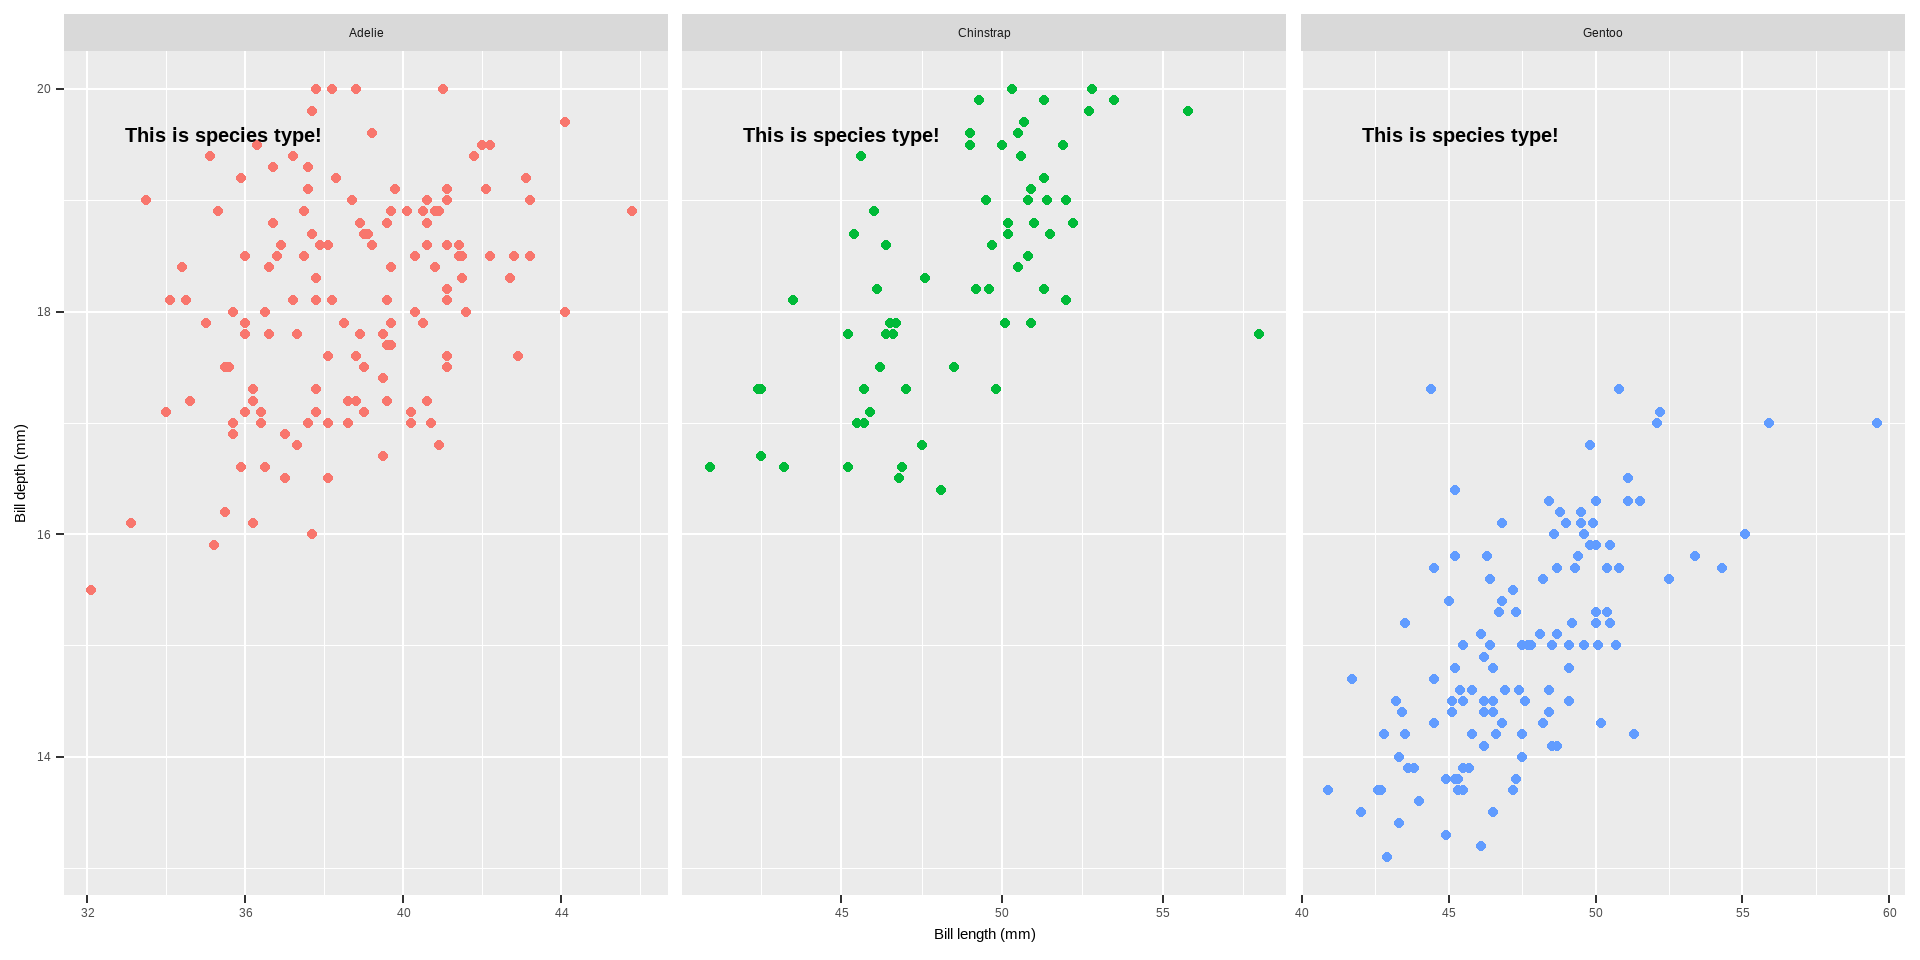 Adelie
Chinstrap
Gentoo
This is species type!
This is species type!
This is species type!
20
18
16
14
Bill depth (mm)
32
36
40
44
45
50
55
40
45
50
55
60
Bill length (mm)